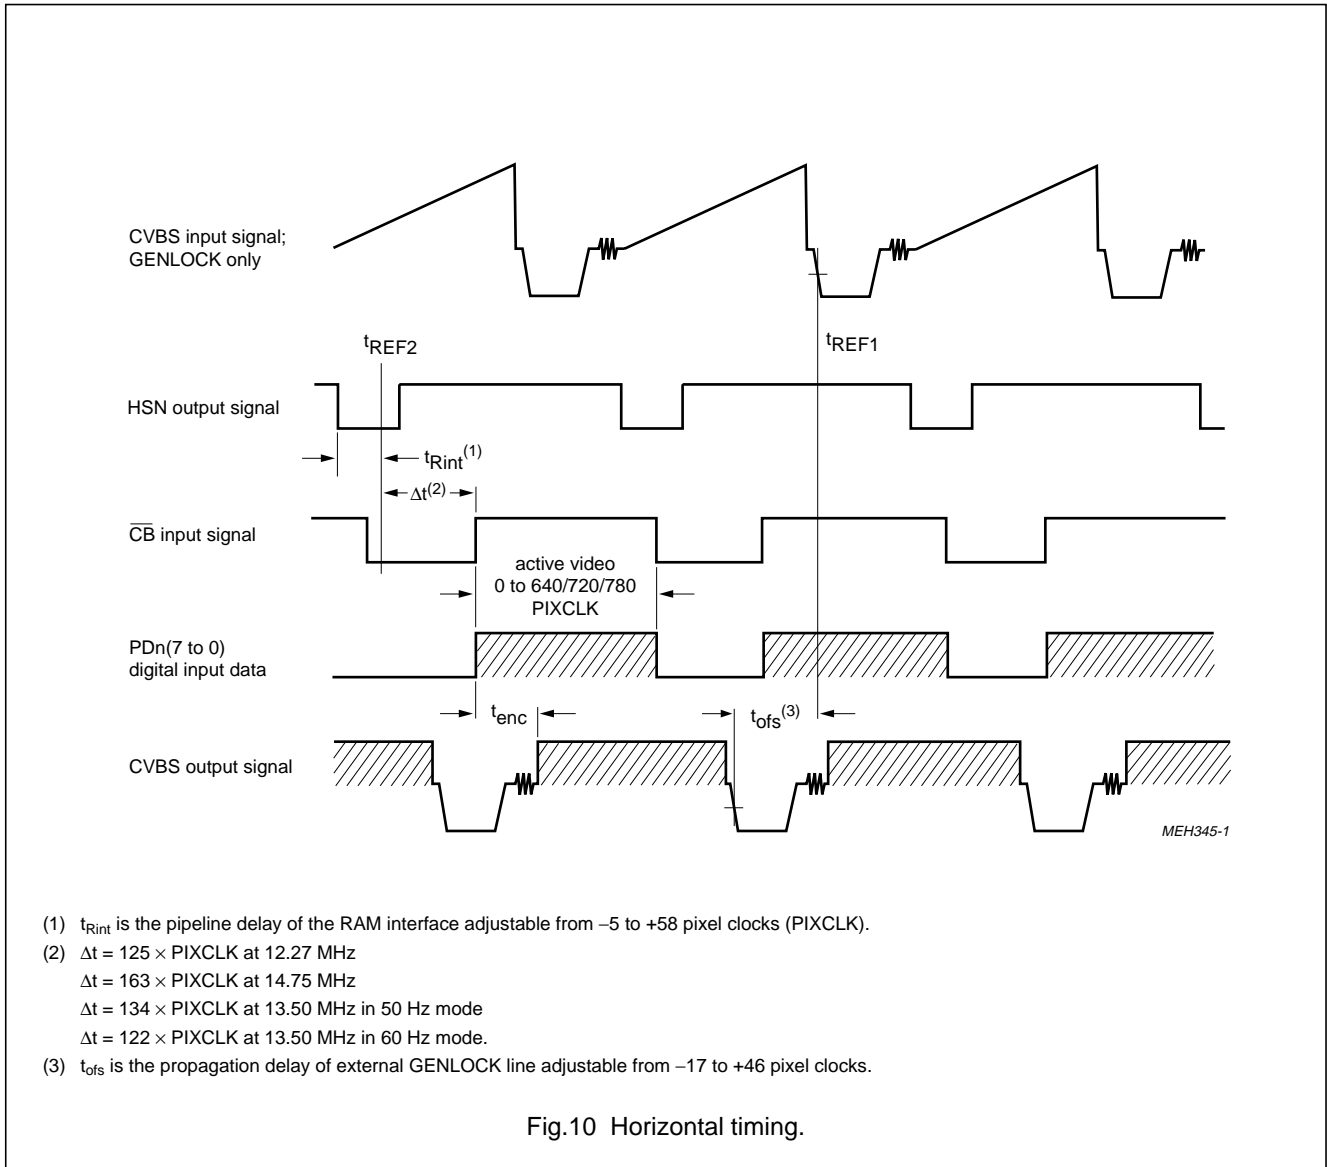 CVBS input signal;
GENLOCK only
tREF2
tREF1
HSN output signal
tRint(1)
Δt(2)
C̅B̅ input signal
active video
0 to 640/720/780
PIXCLK
PDn(7 to 0)
digital input data
tenc
tofs(3)
CVBS output signal
MEH345-1
(1) tRint is the pipeline delay of the RAM interface adjustable from −5 to +58 pixel clocks (PIXCLK).
(2) Δt = 125 × PIXCLK at 12.27 MHz
Δt = 163 × PIXCLK at 14.75 MHz
Δt = 134 × PIXCLK at 13.50 MHz in 50 Hz mode
Δt = 122 × PIXCLK at 13.50 MHz in 60 Hz mode.
(3) tofs is the propagation delay of external GENLOCK line adjustable from −17 to +46 pixel clocks.
Fig.10 Horizontal timing.